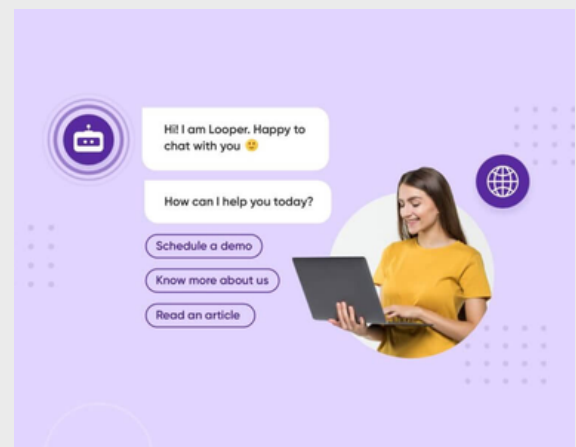 Hi! I am Looper. Happy to
chat with you 🙂
How can I help you today?
Schedule a demo
Know more about us
Read an article